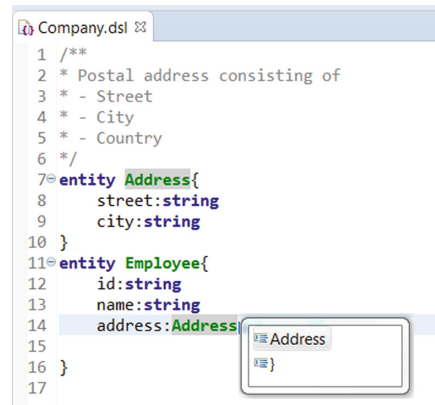 Company.dsl
1 /**
2 * Postal address consisting of
3 * - Street
4 * - City
5 * - Country
6 */
7 entity Address{
8 street:string
9 city:string
10 }
11 entity Employee{
12 id:string
13 name:string
14 address:Address
Address
15
}
16 }
17